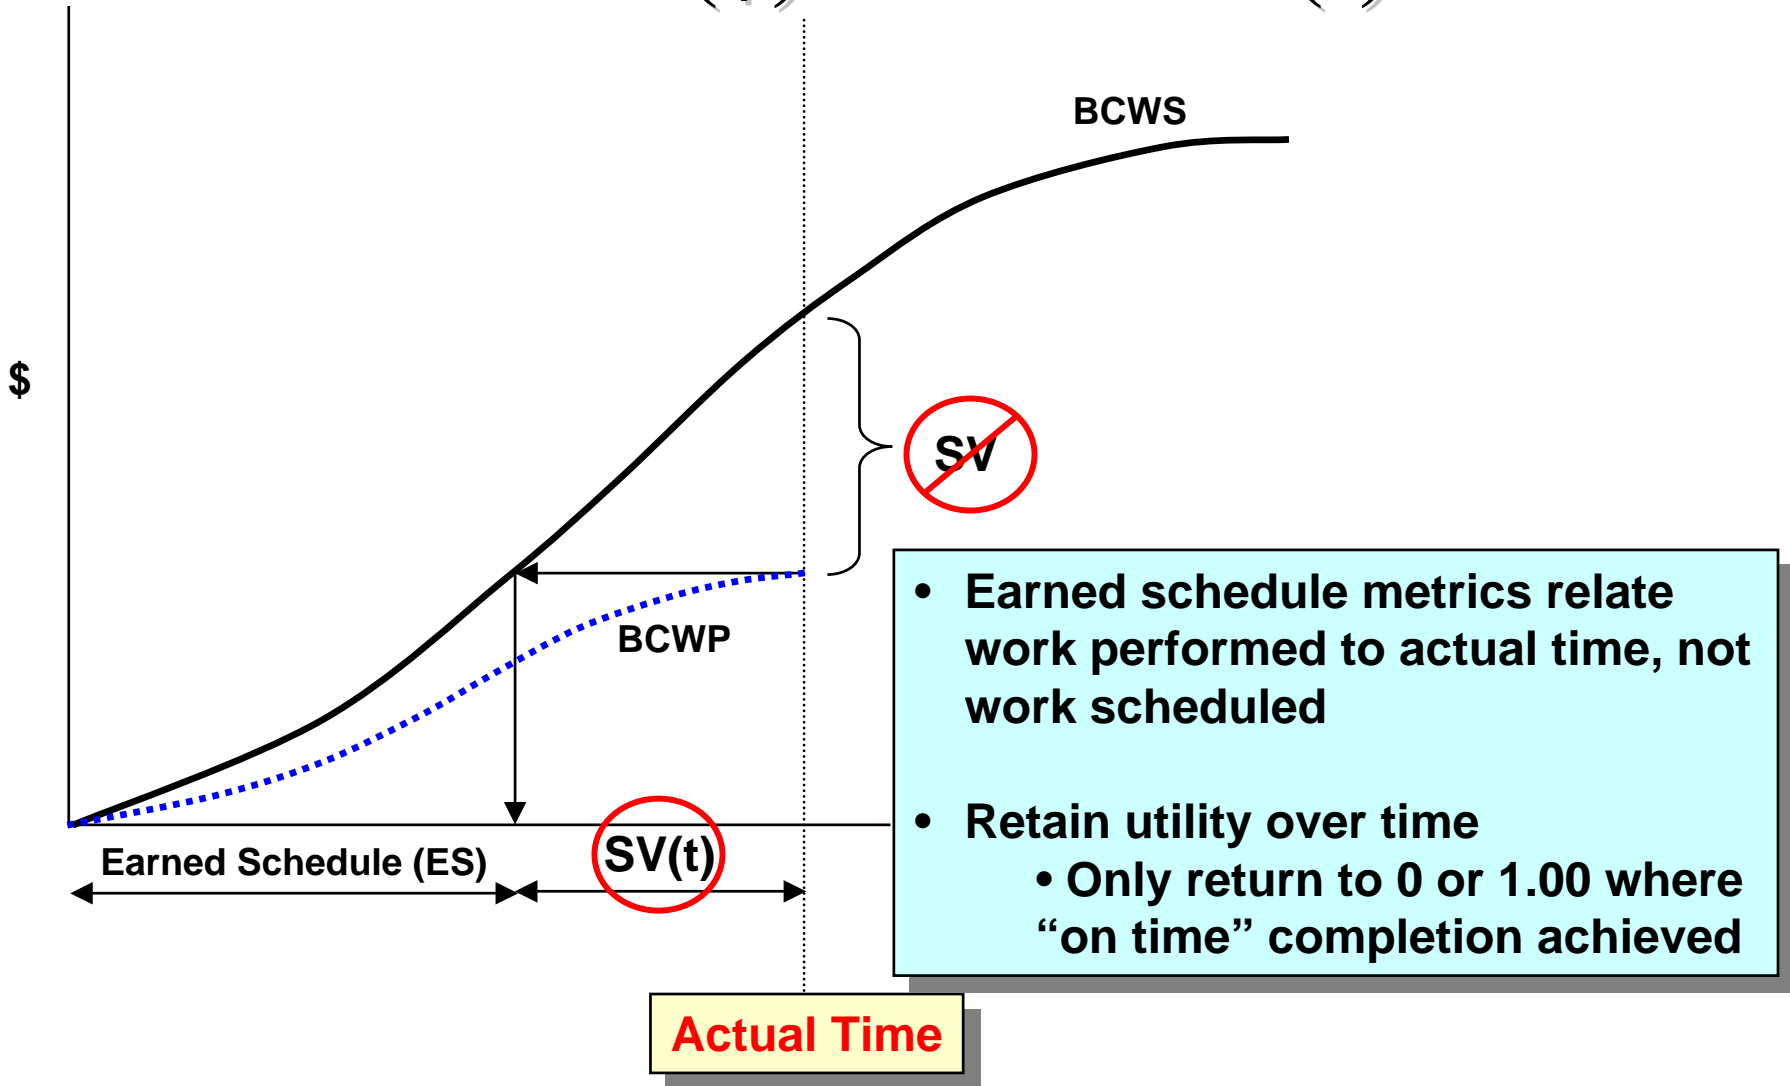 BCWS
$
SV
BCWP
• Earned schedule metrics relate
work performed to actual time, not
work scheduled
• Retain utility over time
• Only return to 0 or 1.00 where
“on time” completion achieved
Earned Schedule (ES)
SV(t)
Actual Time